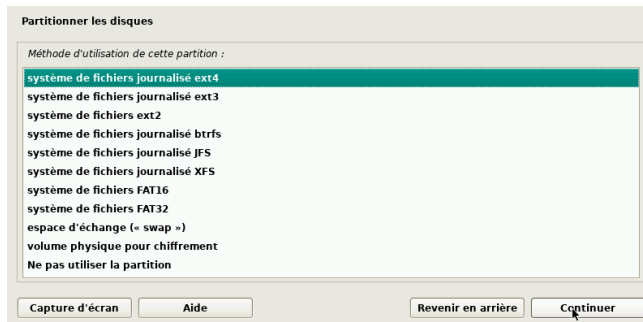 Partitionner les disques
Méthode d'utilisation de cette partition :
système de fichiers journalisé ext4
système de fichiers journalisé ext3
système de fichiers ext2
système de fichiers journalisé btrfs
système de fichiers journalisé JFS
système de fichiers journalisé XFS
système de fichiers FAT16
système de fichiers FAT32
espace d'échange (« swap »)
volume physique pour chiffrement
Ne pas utiliser la partition
Capture d'écran Aide Revenir en arrière Continuer